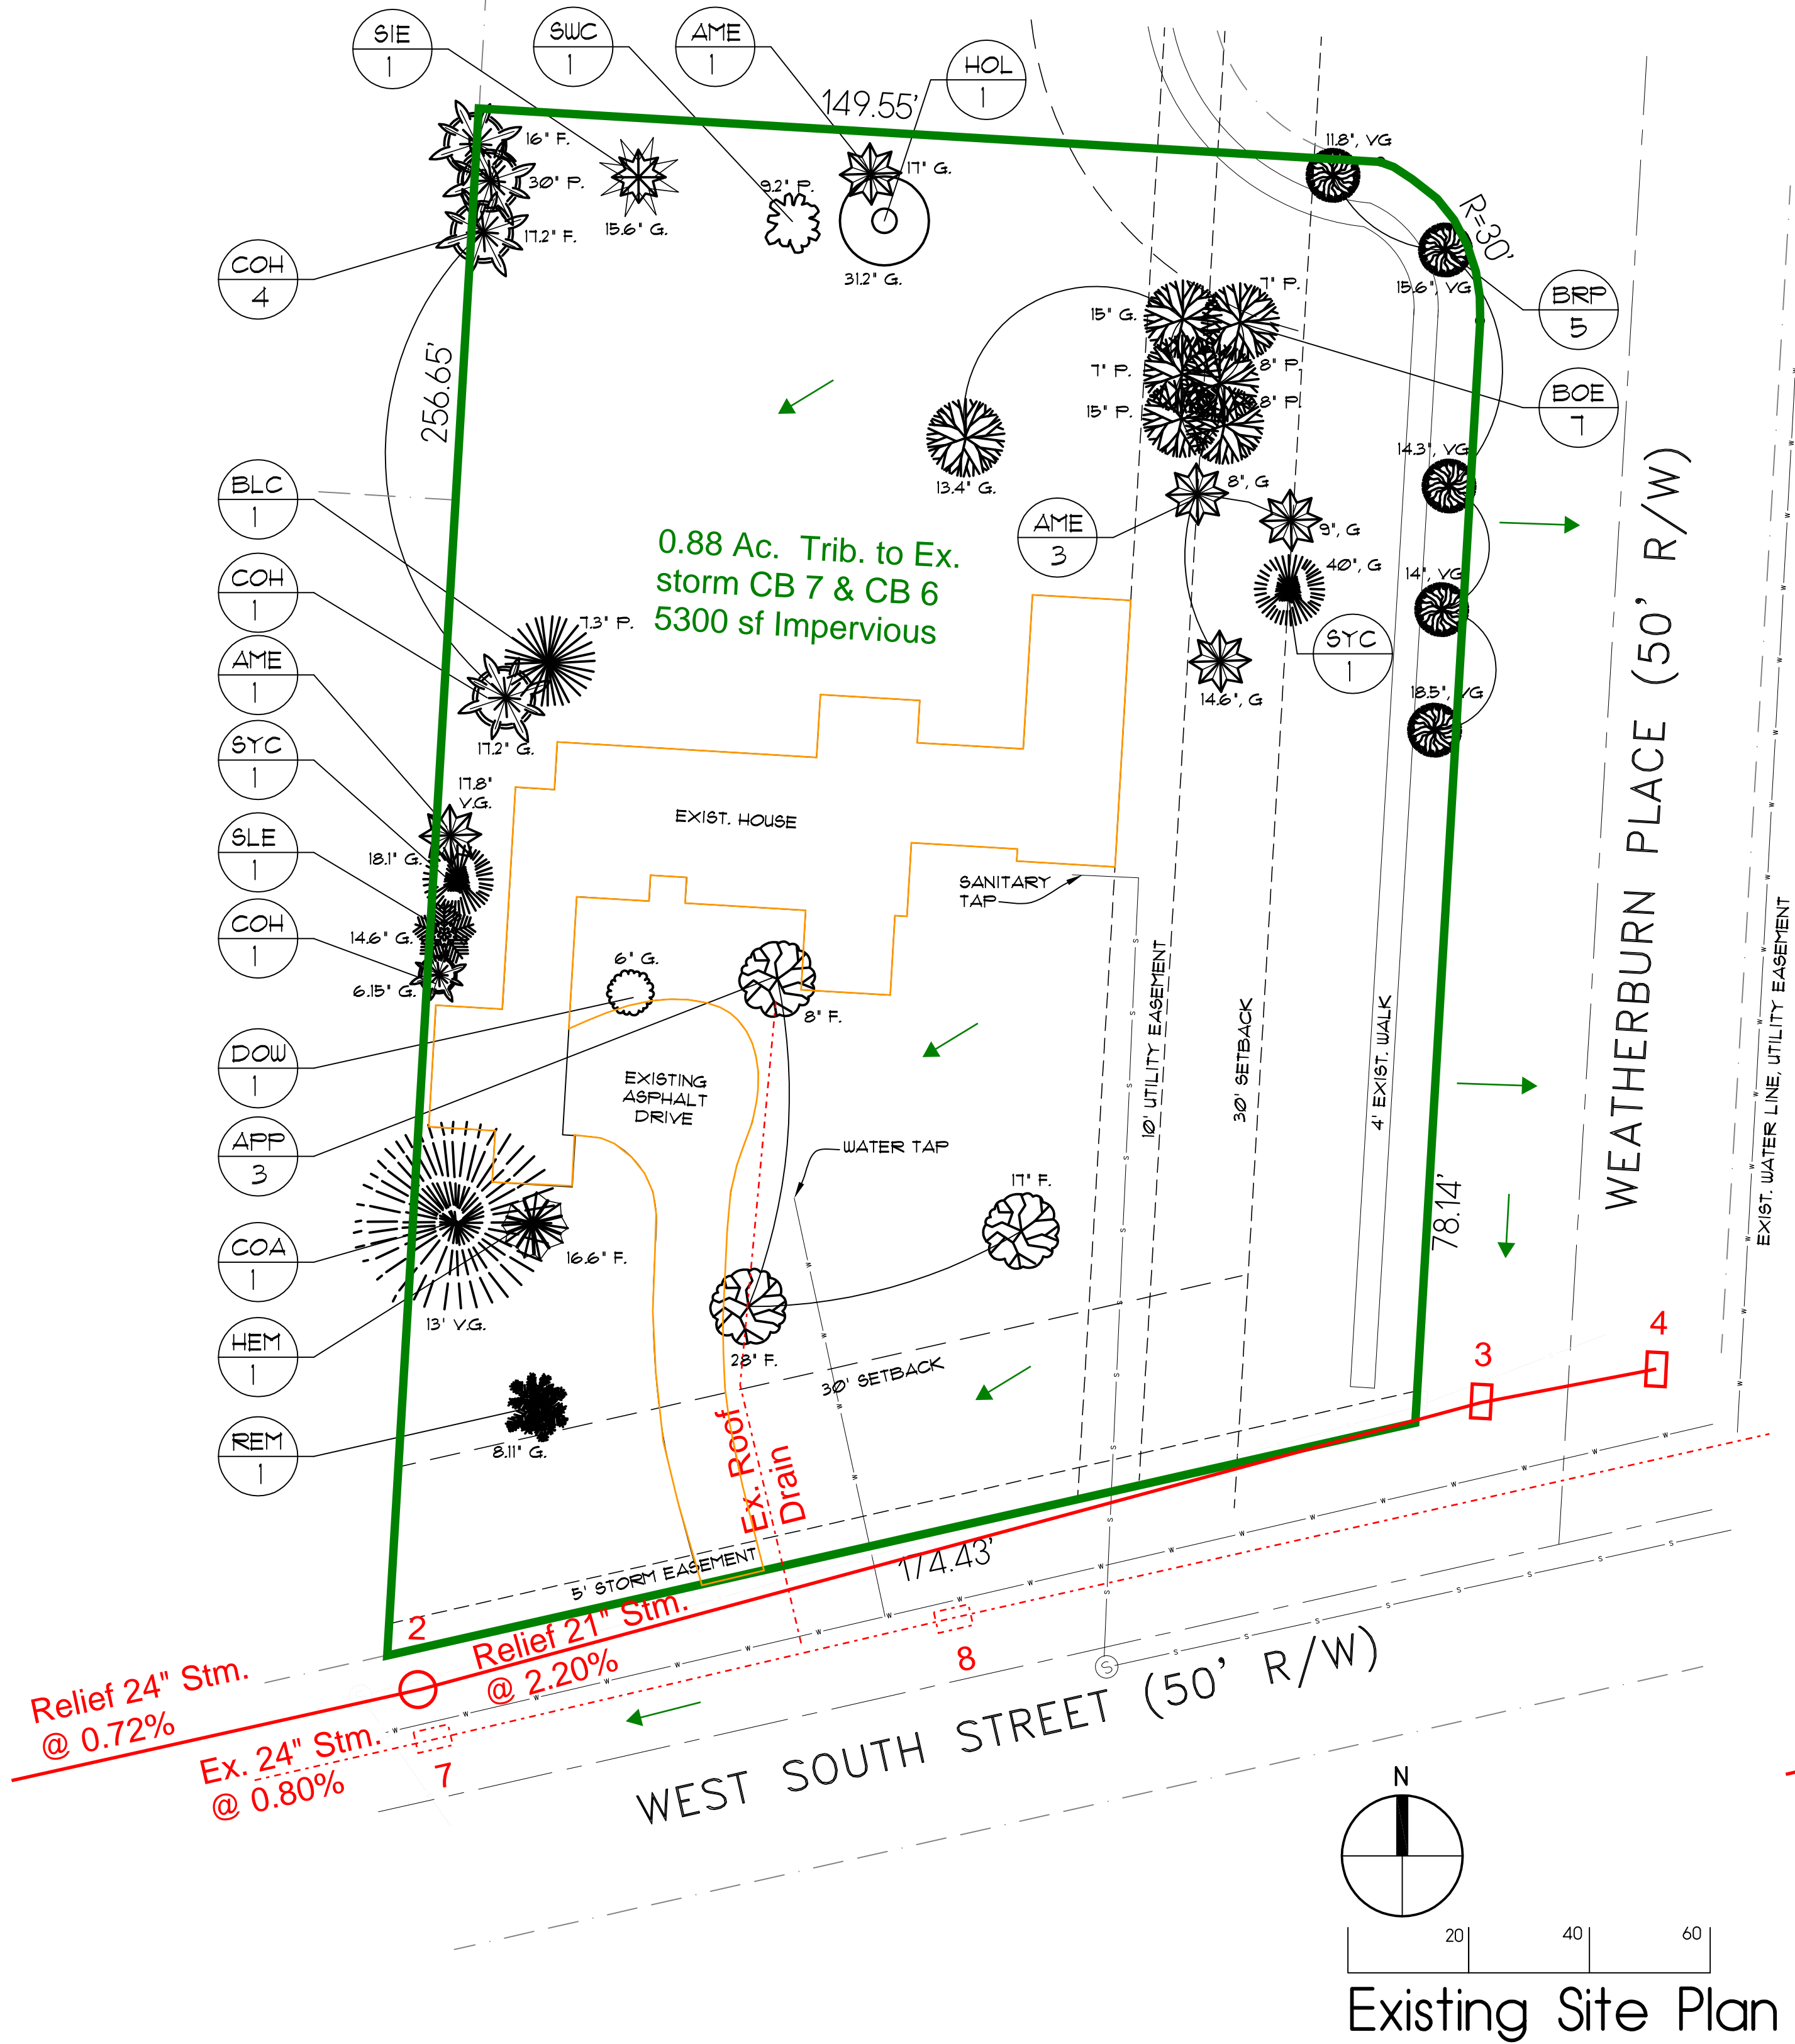 SIE
1
SWC
1
AME
1
HOL
1
149.55'
16" F.
30" P.
17.2" F.
15.6" G.
9.2" P.
17" G.
31.2" G.
11.8", VG
R=30'
15.6", VG
COH
4
BRP
5
256.65'
15" G.
7" P.
7" P.
8" P.
15" P.
8" P.
BOE
7
13.4" G.
14.3", VG
BLC
1
8", G
AME
3
9", G
0.88 Ac. Trib. to Ex.
storm CB 7 & CB 6
5300 sf Impervious
40", G
14", VG
COH
1
7.3" P.
SYC
1
AME
1
17.2" G.
14.6", G
18.5", VG
SYC
1
17.8"
V.G.
EXIST. HOUSE
SLE
1
18.1" G.
SANITARY
TAP
COH
1
14.6" G.
6.15" G.
6" G.
8" F.
10' UTILITY EASEMENT
30' SETBACK
4' EXIST. WALK
WEATHERBURN PLACE (50' R/W)
EXIST. WATER LINE, UTILITY EASEMENT
DOW
1
EXISTING
ASPHALT
DRIVE
APP
3
WATER TAP
17" F.
78.14'
COA
1
16.6" F.
13' V.G.
HEM
1
28" F.
30' SETBACK
3
4
REM
1
8.11" G.
Ex. Roof
Drain
5' STORM EASEMENT
174.43'
2
Relief 21" Stm.
@ 2.20%
8
Relief 24" Stm.
@ 0.72%
Ex. 24" Stm.
@ 0.80%
7
S
WEST SOUTH STREET (50' R/W)
N
20
40
60
Existing Site Plan